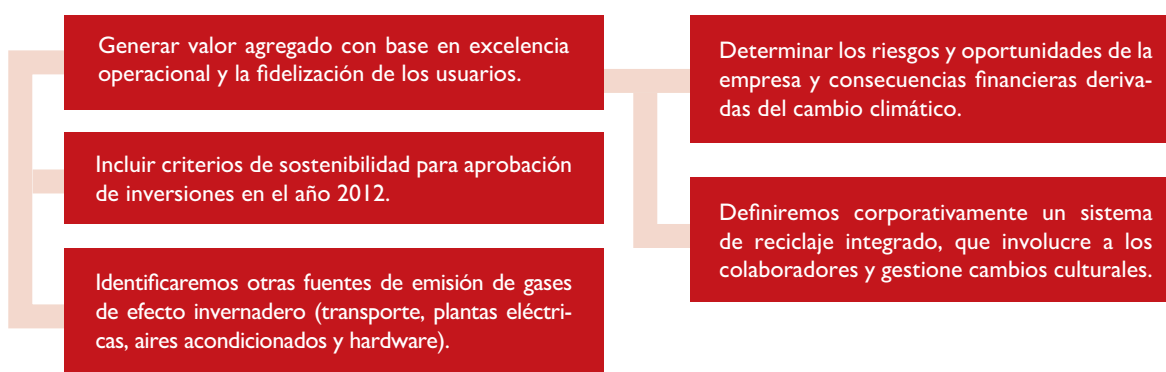 Generar valor agregado con base en excelencia
operacional y la fidelización de los usuarios.
Incluir criterios de sostenibilidad para aprobación
de inversiones en el año 2012.
Identificaremos otras fuentes de emisión de gases
de efecto invernadero (transporte, plantas eléctri-
cas, aires acondicionados y hardware).
Determinar los riesgos y oportunidades de la
empresa y consecuencias financieras deriva-
das del cambio climático.
Definiremos corporativamente un sistema
de reciclaje integrado, que involucre a los
colaboradores y gestione cambios culturales.